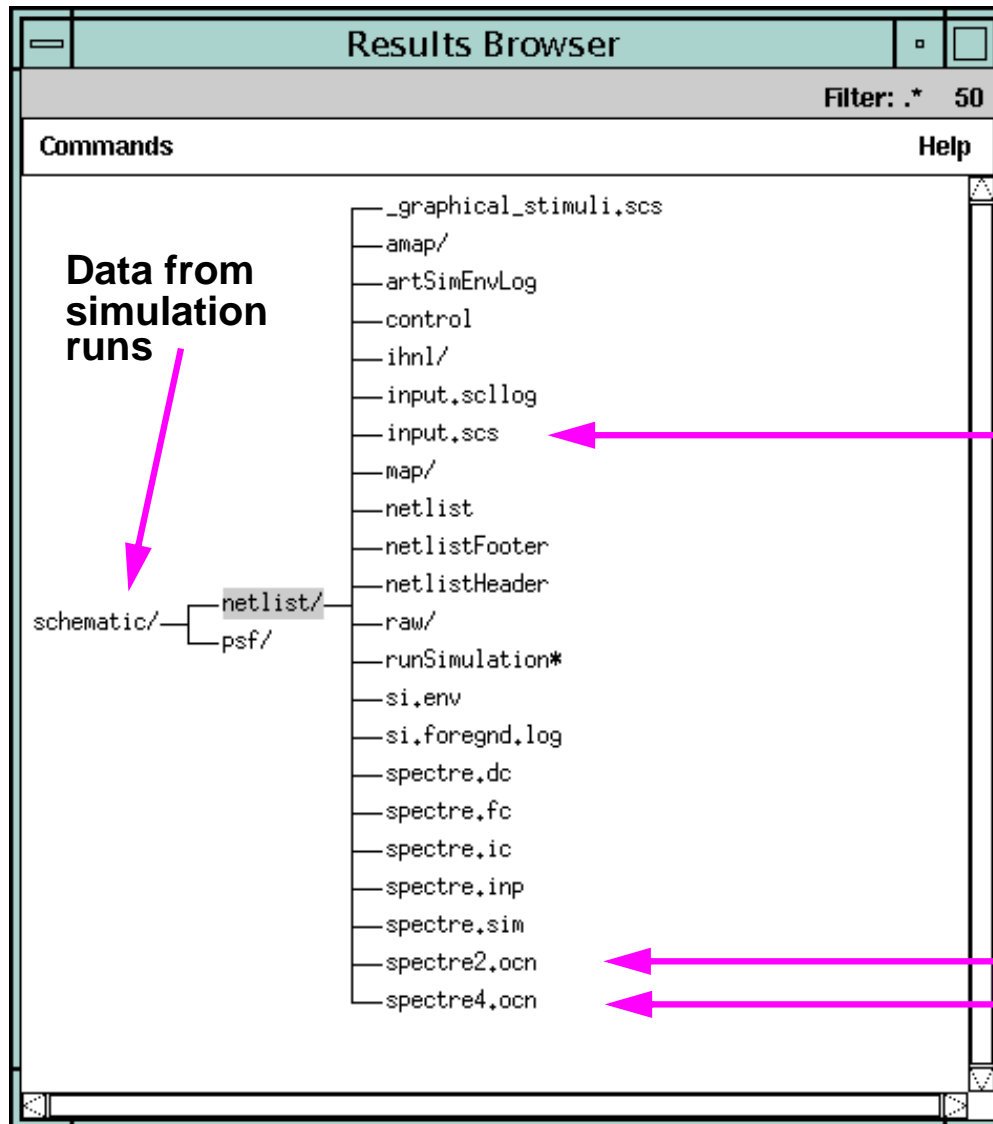 Results Browser
Filter: .* 50
Commands Help
Data from
simulation
runs
schematic/
netlist/
psf/
_graphical_stimuli.scs
amap/
artSimEnvLog
control
ihnl/
input.scllog
input.scs
map/
netlist
netlistFooter
netlistHeader
raw/
runSimulation*
si.env
si.foregnd.log
spectre.dc
spectre.fc
spectre.ic
spectre.inp
spectre.sim
spectre2.ocn
spectre4.ocn